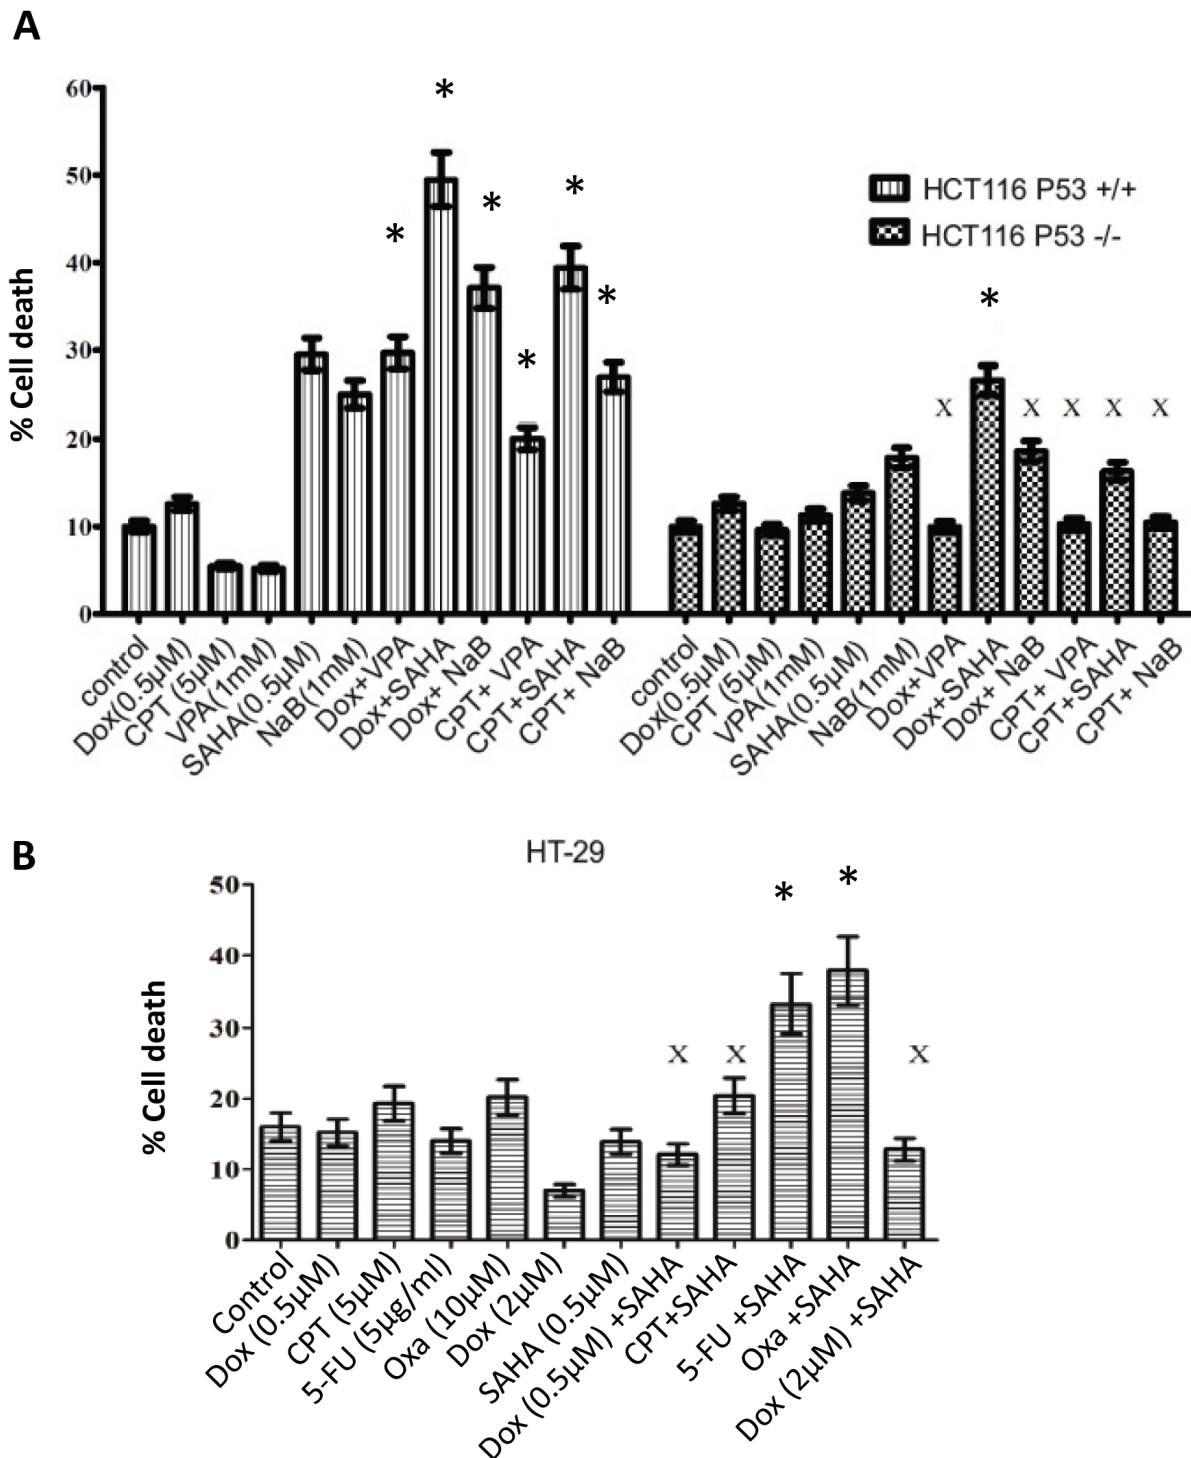 A
60
50
40
30
20
10
0
% Cell death
*
*
*
*
*
*
*
x
x
x
x
x
HCT116 P53 +/+
HCT116 P53 -/-
control
Dox(0.5μM)
CPT (5μM)
VPA(1mM)
SAHA(0.5μM)
NaB(1mM)
Dox+VPA
Dox+SAHA
Dox+ NaB
CPT+ VPA
CPT+SAHA
CPT+ NaB
control
Dox(0.5μM)
CPT (5μM)
VPA(1mM)
SAHA(0.5μM)
NaB(1mM)
Dox+VPA
Dox+SAHA
Dox+ NaB
CPT+ VPA
CPT+SAHA
CPT+ NaB
B
HT-29
50
40
30
20
10
0
% Cell death
x
x
*
*
x
Control
Dox (0.5μM)
CPT (5μM)
5-FU (5μg/ml)
Oxa (10μM)
Dox (2μM)
SAHA (0.5μM)
Dox (0.5μM) +SAHA
CPT+SAHA
5-FU +SAHA
Oxa +SAHA
Dox (2μM) +SAHA